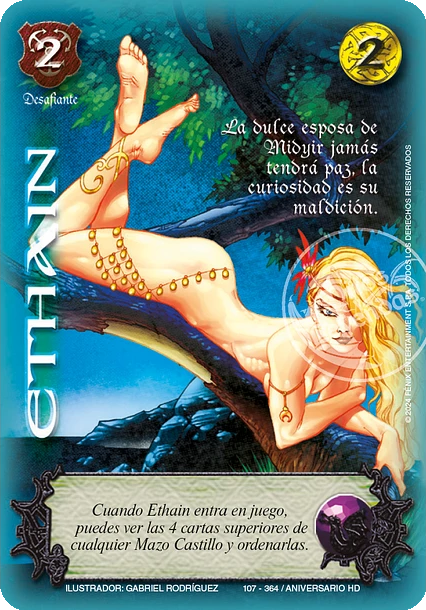 2
2
Desafiante
ETHAIN
La dulce esposa de
Midyir jamás
tendrá paz, la
curiosidad es su
maldición.
© 2024 FÉNIX ENTERTAINMENT S.P.A. TODOS LOS DERECHOS RESERVADOS
Cuando Ethain entra en juego,
puedes ver las 4 cartas superiores de
cualquier Mazo Castillo y ordenarlas.
ILUSTRADOR: GABRIEL RODRÍGUEZ 107 - 364 / ANIVERSARIO HD